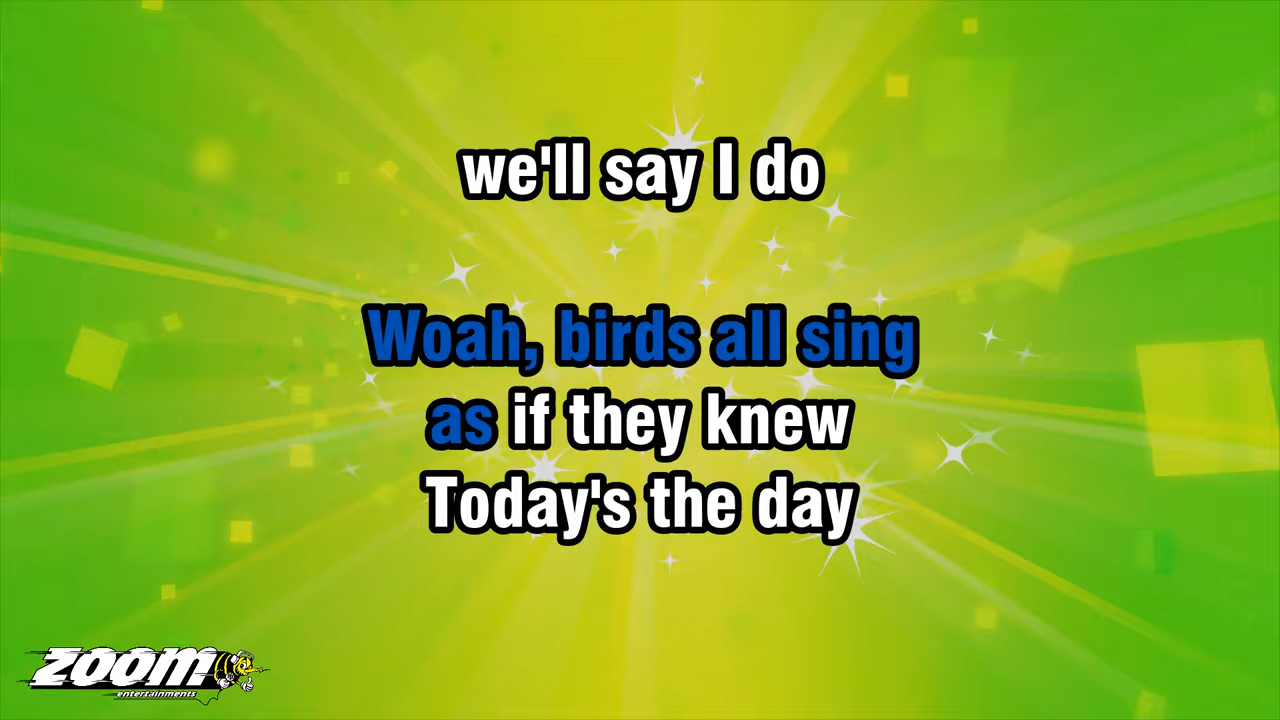 we'll say I do
Woah, birds all sing
as if they knew
Today's the day
zoom
entertainments